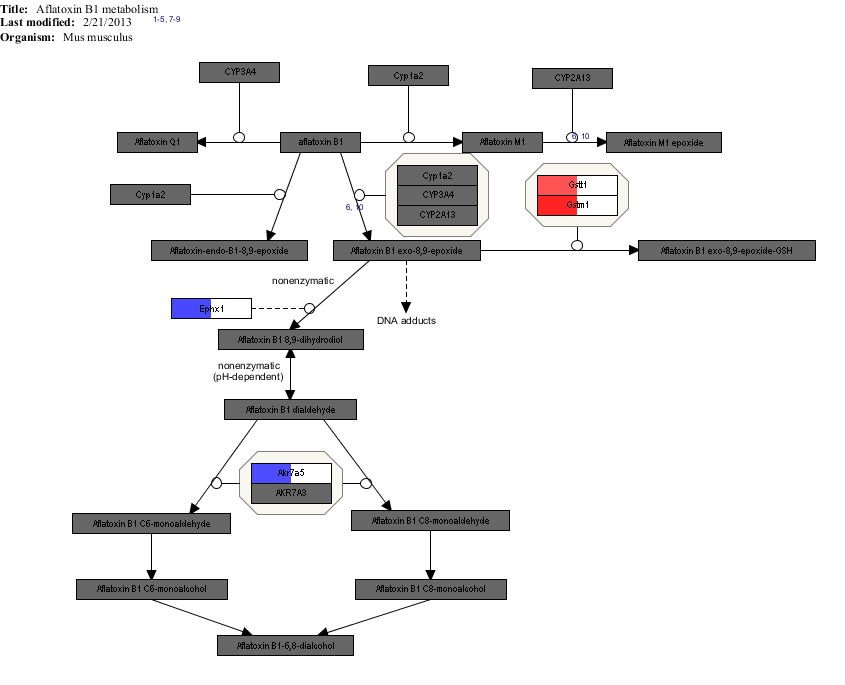 Title: Aflatoxin B1 metabolism
Last modified: 2/21/2013 1-5, 7-9
Organism: Mus musculus
CYP3A4
Cyp1a2
CYP2A13
Aflatoxin Q1
aflatoxin B1
Aflatoxin M1
6, 10
Aflatoxin M1 epoxide
Cyp1a2
CYP3A4
CYP2A13
Gstt1
Gstm1
Cyp1a2
6, 10
Aflatoxin-endo-B1-8,9-epoxide
Aflatoxin B1 exo-8,9-epoxide
Aflatoxin B1 exo-8,9-epoxide-GSH
nonenzymatic
Ephx1
DNA adducts
Aflatoxin B1 8,9-dihydrodiol
nonenzymatic
(pH-dependent)
Aflatoxin B1 dialdehyde
Akr7a5
AKR7A3
Aflatoxin B1 C6-monoaldehyde
Aflatoxin B1 C8-monoaldehyde
Aflatoxin B1 C6-monoalcohol
Aflatoxin B1 C8-monoalcohol
Aflatoxin B1-6,8-dialcohol